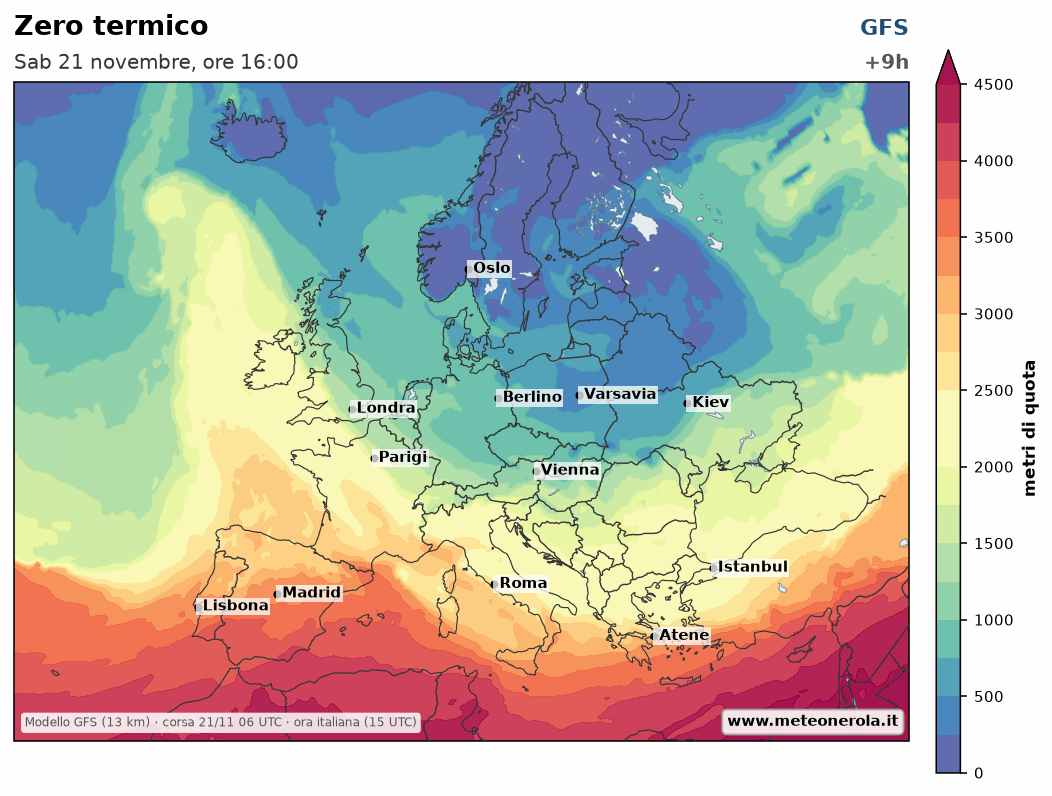 Zero termico
GFS
Sab 21 novembre, ore 16:00
+9h
4500
4000
3500
3000
2500
2000
1500
1000
500
0
metri di quota
Oslo
Berlino
Varsavia
Kiev
Londra
Parigi
Vienna
Istanbul
Roma
Madrid
Lisbona
Atene
Modello GFS (13 km) · corsa 21/11 06 UTC · ora italiana (15 UTC)
www.meteonerola.it